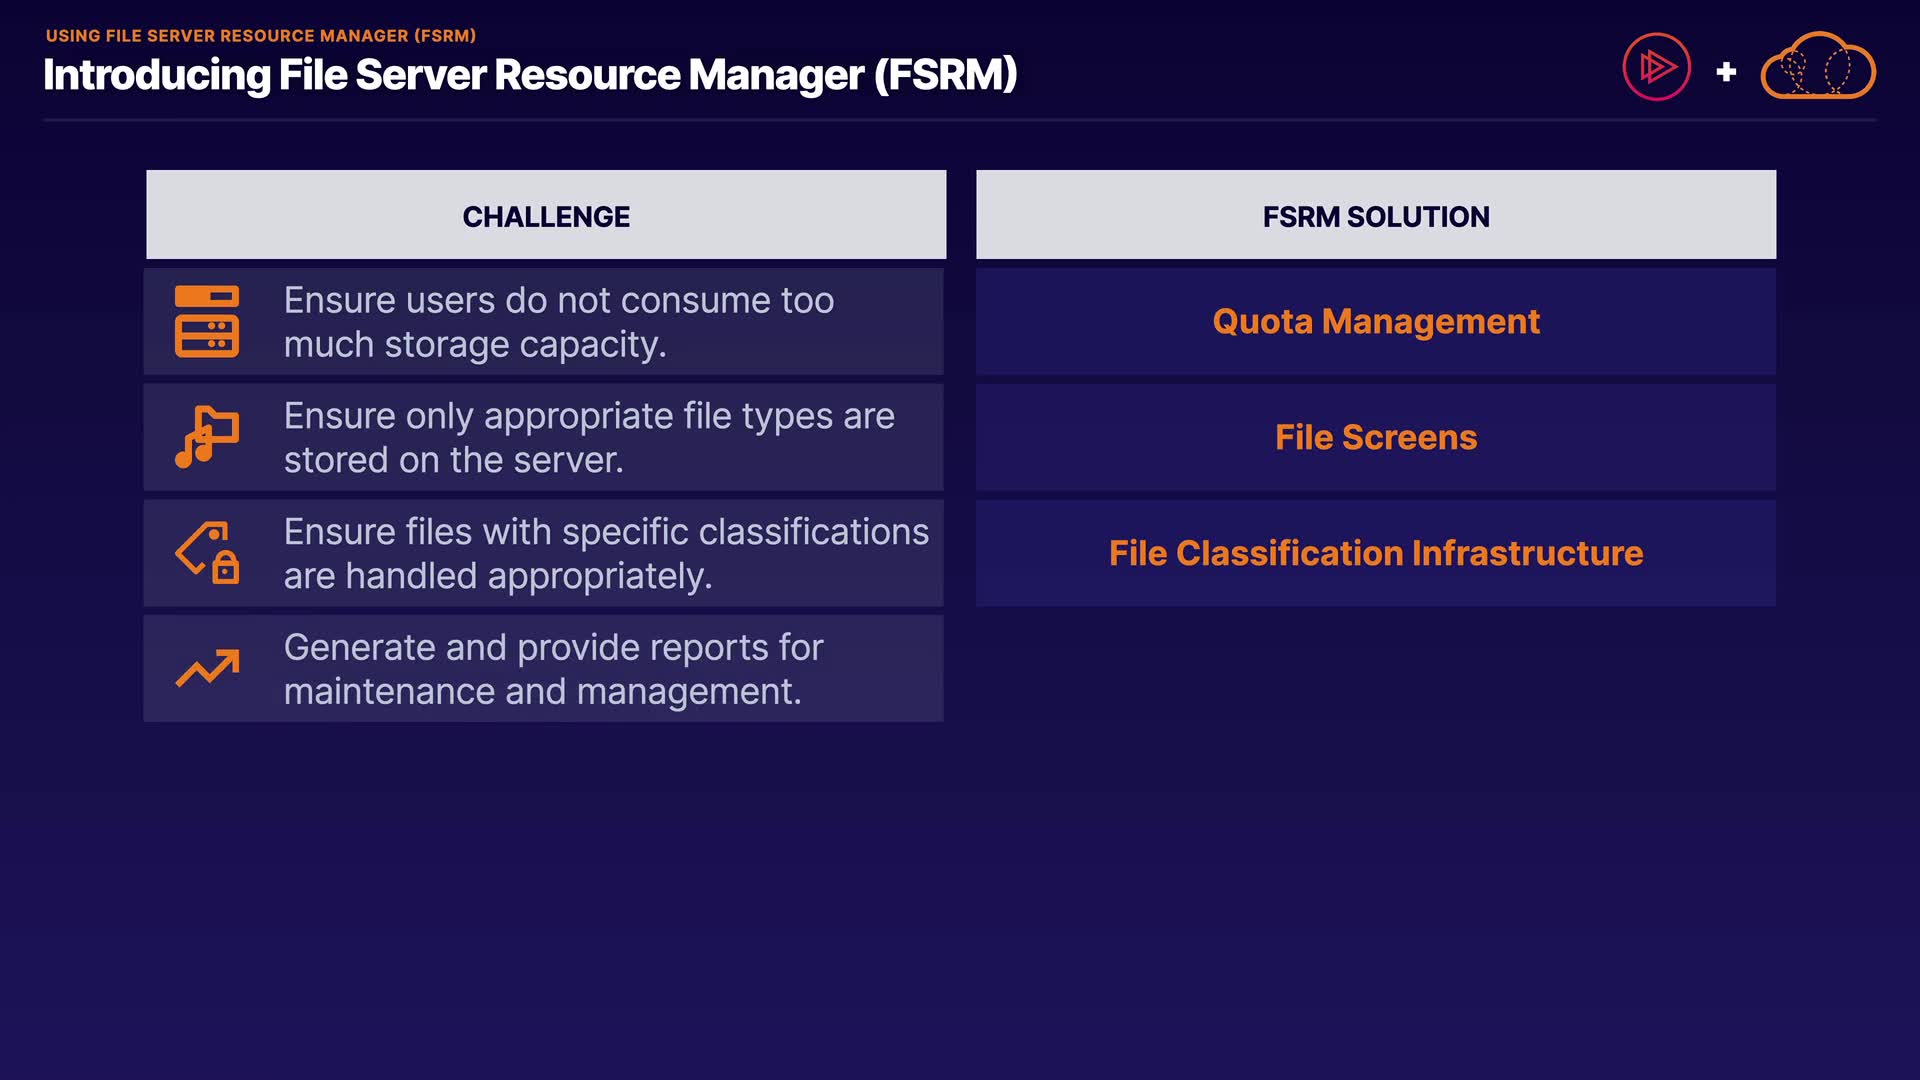 USING FILE SERVER RESOURCE MANAGER (FSRM)
Introducing File Server Resource Manager (FSRM)
CHALLENGE
FSRM SOLUTION
Ensure users do not consume too
much storage capacity.
Quota Management
Ensure only appropriate file types are
stored on the server.
File Screens
Ensure files with specific classifications
are handled appropriately.
File Classification Infrastructure
Generate and provide reports for
maintenance and management.